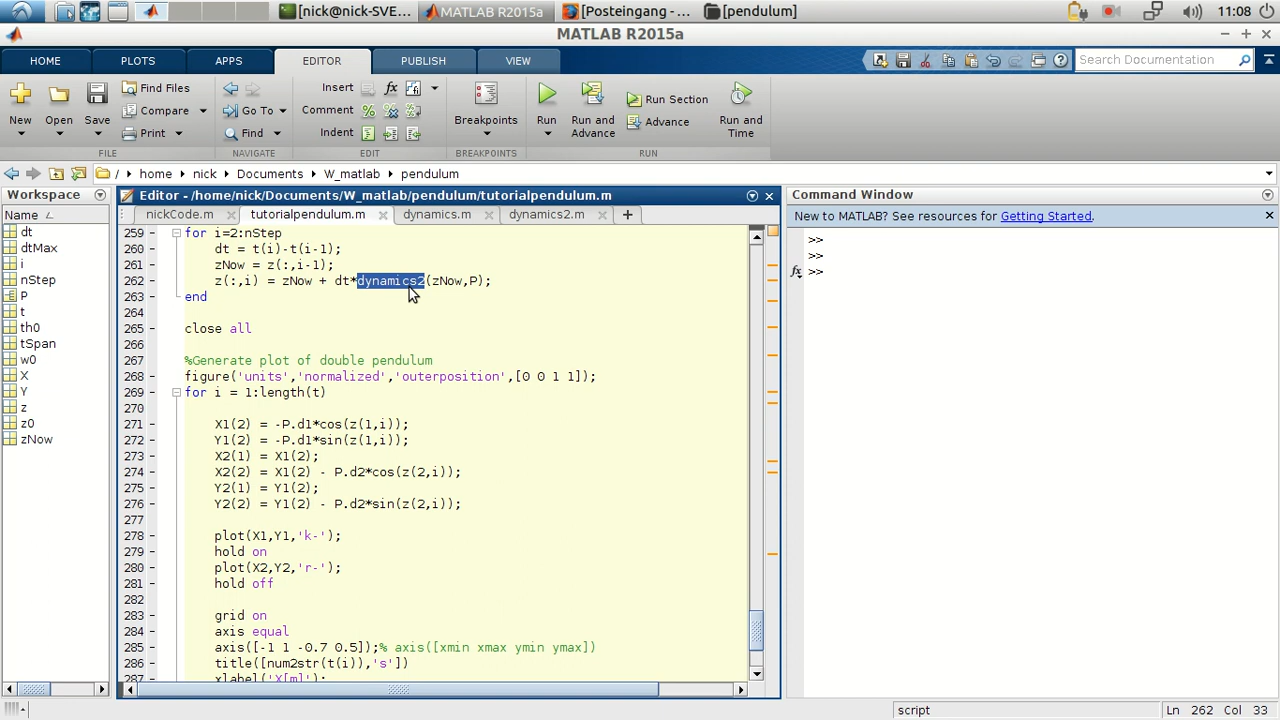 [nick@nick-SVE... MATLAB R2015a [Posteingang - ... [pendulum] 11:08
MATLAB R2015a
HOME PLOTS APPS EDITOR PUBLISH VIEW Search Documentation
New Open Save Find Files Compare Print
Go To Find
Insert Comment Indent
Breakpoints
Run Run and Advance Run Section Advance Run and Time
FILE NAVIGATE EDIT BREAKPOINTS RUN
/ home nick Documents W_matlab pendulum
Workspace
Name
dt
dtMax
i
nStep
P
t
th0
tSpan
w0
X
Y
z
z0
zNow
Editor - /home/nick/Documents/W_matlab/pendulum/tutorialpendulum.m
nickCode.m tutorialpendulum.m dynamics.m dynamics2.m
259 for i=2:nStep
260 dt = t(i)-t(i-1);
261 zNow = z(:,i-1);
262 z(:,i) = zNow + dt*dynamics2(zNow,P);
263 end
264
265 close all
266
267 %Generate plot of double pendulum
268 figure('units','normalized','outerposition',[0 0 1 1]);
269 for i = 1:length(t)
270
271 X1(2) = -P.d1*cos(z(1,i));
272 Y1(2) = -P.d1*sin(z(1,i));
273 X2(1) = X1(2);
274 X2(2) = X1(2) - P.d2*cos(z(2,i));
275 Y2(1) = Y1(2);
276 Y2(2) = Y1(2) - P.d2*sin(z(2,i));
277
278 plot(X1,Y1,'k-');
279 hold on
280 plot(X2,Y2,'r-');
281 hold off
282
283 grid on
284 axis equal
285 axis([-1 1 -0.7 0.5]);% axis([xmin xmax ymin ymax])
286 title([num2str(t(i)),'s'])
287 xlabel('X[m]');
Command Window
New to MATLAB? See resources for Getting Started.
>>
>>
fx >>
script Ln 262 Col 33